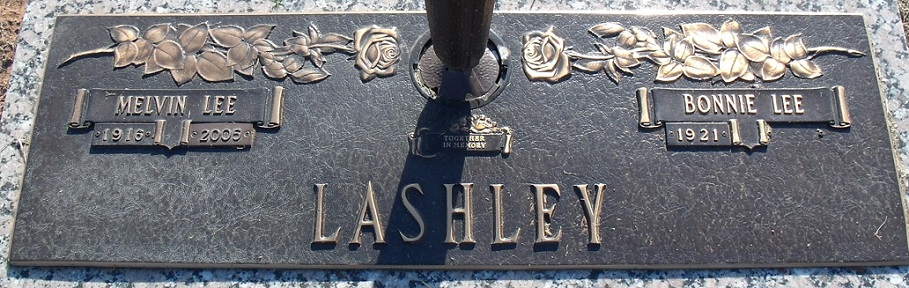 MELVIN LEE
1916 2005
TOGETHER
IN MEMORY
BONNIE LEE
1921
LASHLEY